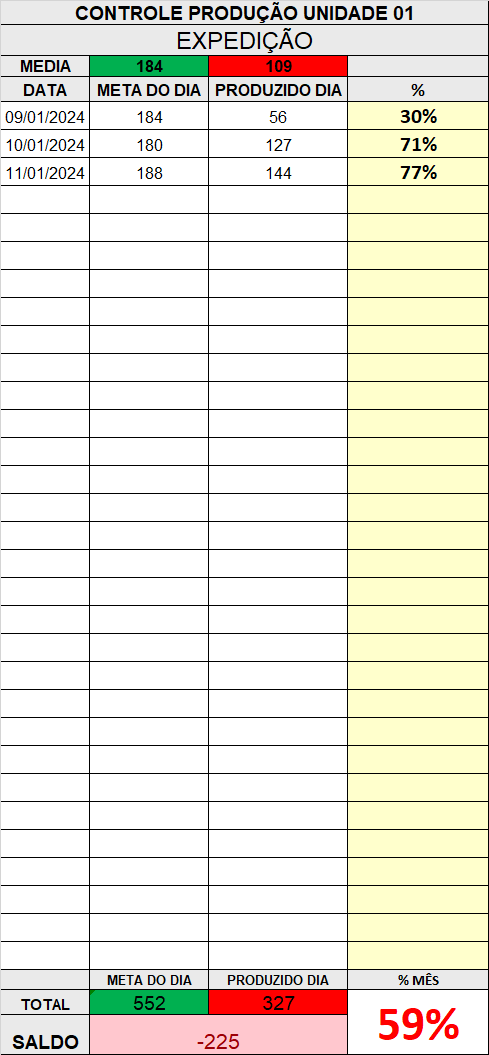 CONTROLE PRODUÇÃO UNIDADE 01
EXPEDIÇÃO
MEDIA 184 109
DATA META DO DIA PRODUZIDO DIA %
09/01/2024 184 56 30%
10/01/2024 180 127 71%
11/01/2024 188 144 77%
META DO DIA PRODUZIDO DIA % MÊS
TOTAL 552 327 59%
SALDO -225